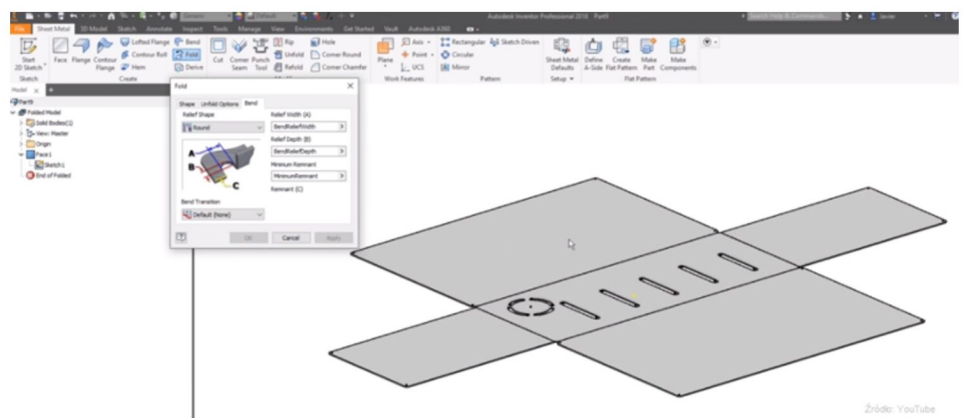 Generic
Default
Autodesk Inventor Professional 2018 Part9
Search Help & Commands...
Javier
File Sheet Metal 3D Model Sketch Annotate Inspect Tools Manage View Environments Get Started Vault Autodesk A360
Start 2D Sketch
Face
Flange
Contour Flange
Lofted Flange
Contour Roll
Hem
Bend
Fold
Derive
Cut
Corner Seam
Punch Tool
Rip
Unfold
Refold
Hole
Corner Round
Corner Chamfer
Plane
Axis
Point
UCS
Rectangular
Circular
Mirror
Sketch Driven
Sheet Metal Defaults
Define A-Side
Create Flat Pattern
Make Part
Make Components
Sketch
Create
Work Features
Pattern
Setup
Flat Pattern
Model
Part9
Folded Model
Solid Bodies(1)
View: Master
Origin
Face1
Sketch1
End of Folded
Fold
Shape Unfold Options Bend
Relief Shape
Round
Relief Width (A)
BendReliefWidth
Relief Depth (B)
BendReliefDepth
Minimum Remnant
MinimumRemnant
Remnant (C)
A
B
C
Bend Transition
Default (None)
OK Cancel Apply
Źródło: YouTube